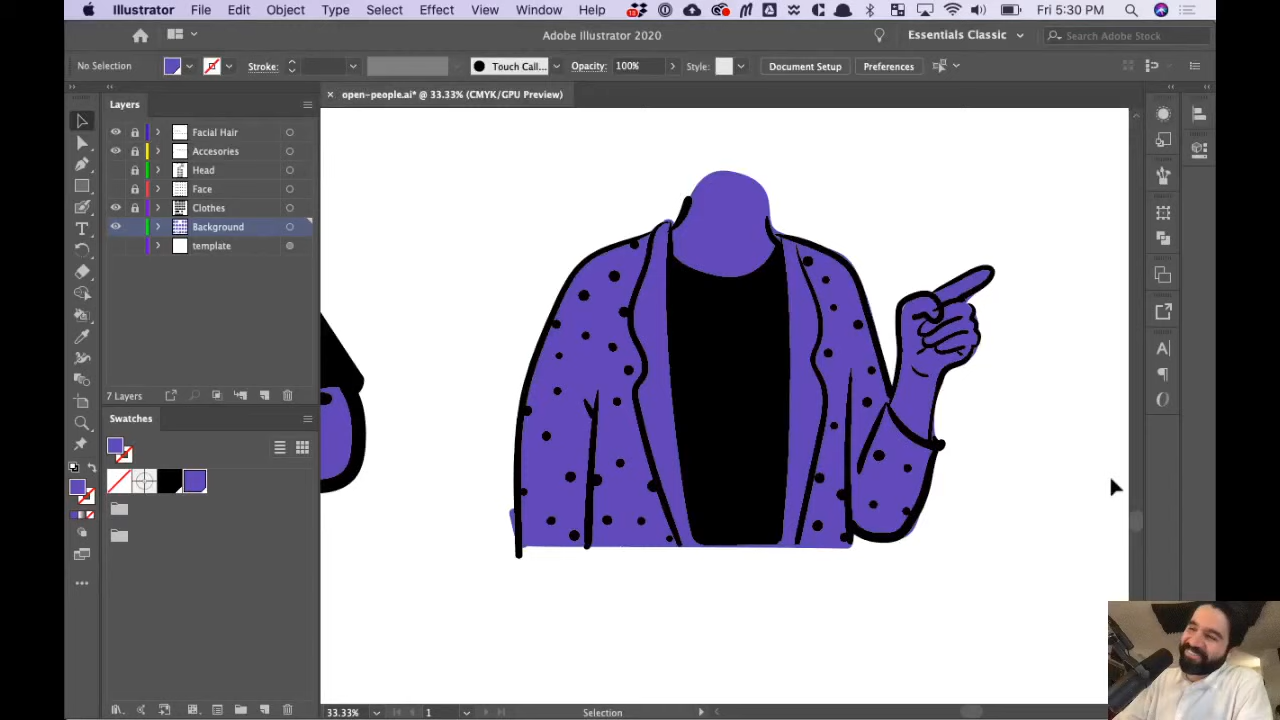 Illustrator File Edit Object Type Select Effect View Window Help Fri 5:30 PM
Adobe Illustrator 2020 Essentials Classic Search Adobe Stock
No Selection Stroke: Touch Call... Opacity: 100% Style: Document Setup Preferences
Layers
open-people.ai* @ 33.33% (CMYK/GPU Preview)
Facial Hair
Accesories
Head
Face
Clothes
Background
template
7 Layers
Swatches
33.33% 1 Selection